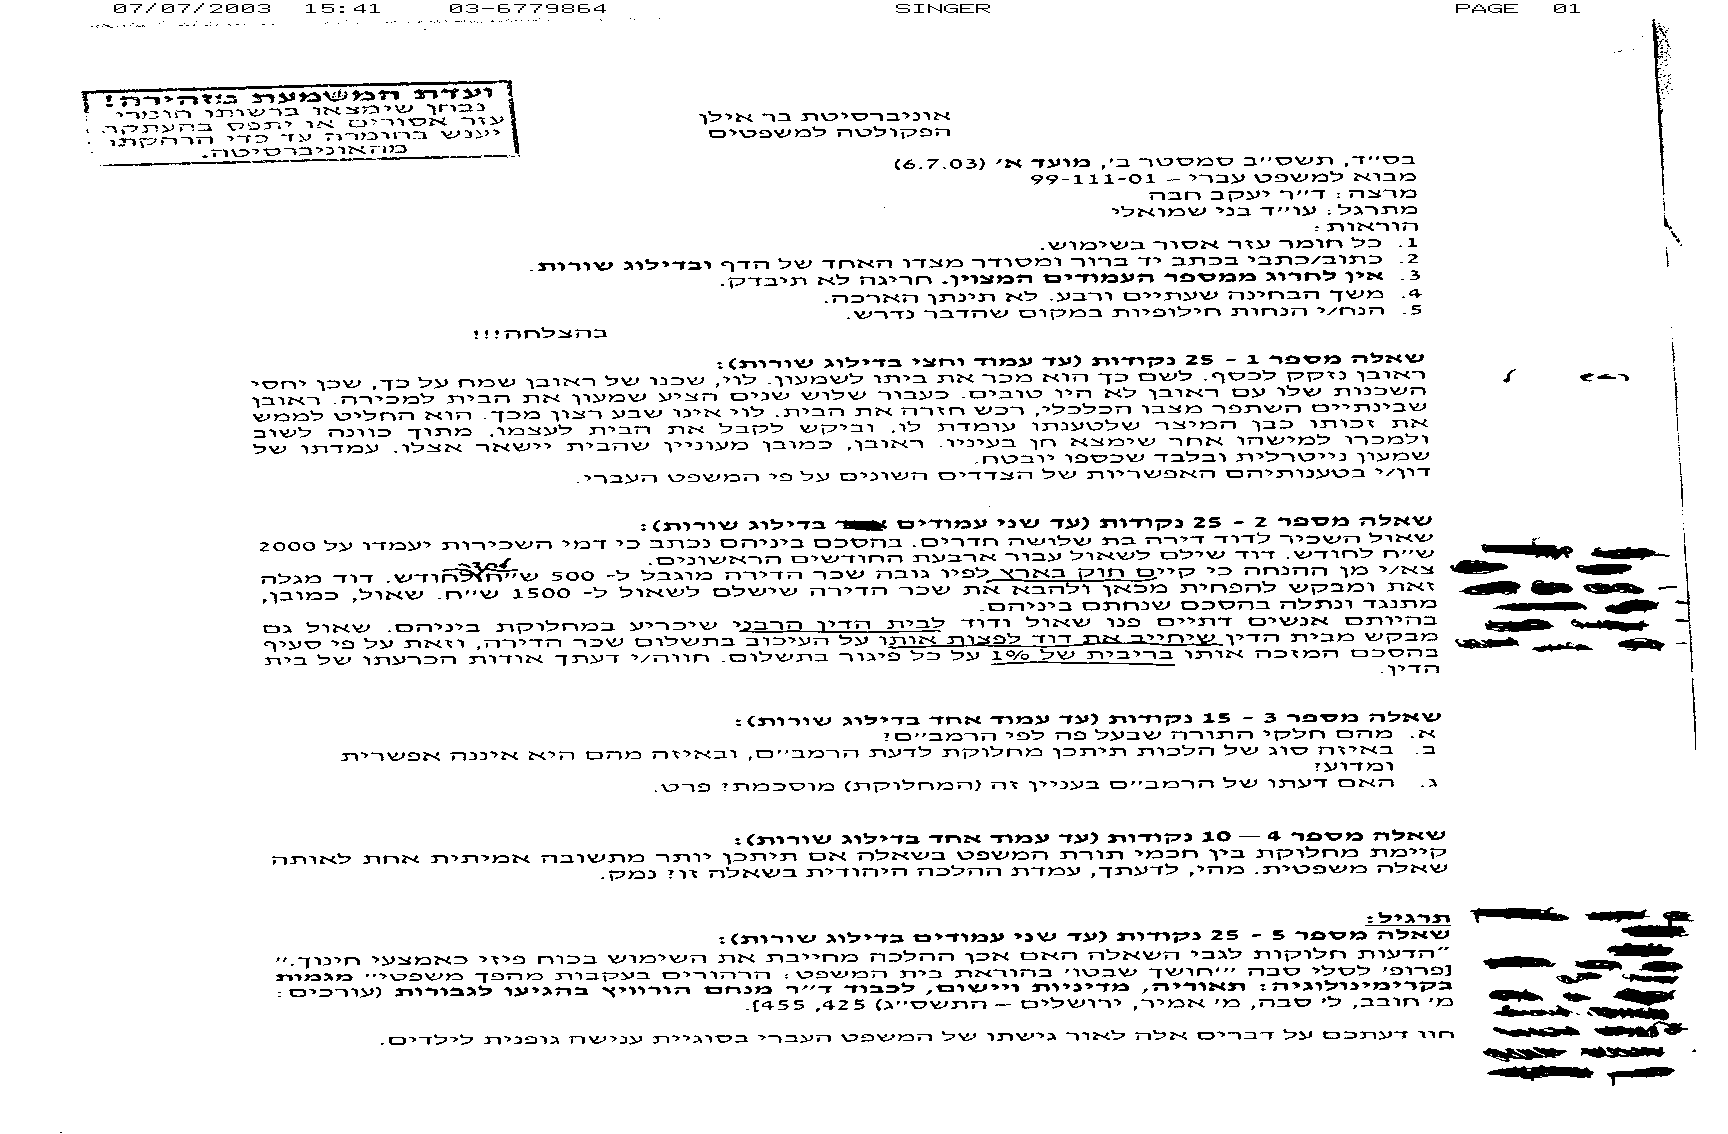 07/07/2003 15:41 03-6779864 SINGER PAGE 01
ועדת המשמעת מזהירה!
נבחן שימצאו ברשותו חומרי
עזר אסורים או יתפס בהעתקה
יענש בחומרה עד כדי הרחקתו
מהאוניברסיטה.
אוניברסיטת בר אילן
הפקולטה למשפטים
בס"ד, תשס"ב סמסטר ב', מועד א' (6.7.03)
מבוא למשפט עברי – 99-111-01
מרצה: ד"ר יעקב חבה
מתרגל: עו"ד בני שמואלי
הוראות:
1. כל חומר עזר אסור בשימוש.
2. כתוב/כתבי בכתב יד ברור ומסודר מצדו האחד של הדף ובדילוג שורות.
3. אין לחרוג ממספר העמודים המצוין. חריגה לא תיבדק.
4. משך הבחינה שעתיים ורבע. לא תינתן הארכה.
5. הנח/י הנחות חילופיות במקום שהדבר נדרש.
בהצלחה!!!
שאלה מספר 1 - 25 נקודות (עד עמוד וחצי בדילוג שורות):
ראובן נזקק לכסף. לשם כך הוא מכר את ביתו לשמעון. לוי, שכנו של ראובן שמח על כך, שכן יחסי
השכנות שלו עם ראובן לא היו טובים. כעבור שלוש שנים הציע שמעון את הבית למכירה. ראובן
שבינתיים השתפר מצבו הכלכלי, רכש חזרה את הבית. לוי אינו שבע רצון מכך. הוא החליט לממש
את זכותו כבן המיצר שלטענתו עומדת לו, וביקש לקבל את הבית לעצמו, מתוך כוונה לשוב
ולמכרו למישהו אחר שימצא חן בעיניו. ראובן, כמובן מעוניין שהבית יישאר אצלו. עמדתו של
שמעון נייטרלית ובלבד שכספו יובטח.
דון/י בטענותיהם האפשריות של הצדדים השונים על פי המשפט העברי.
שאלה מספר 2 - 25 נקודות (עד שני עמודים בדילוג שורות):
שאול השכיר לדוד דירה בת שלושה חדרים. בהסכם ביניהם נכתב כי דמי השכירות יעמדו על 2000
ש"ח לחודש. דוד שילם לשאול עבור ארבעת החודשים הראשונים.
צא/י מן ההנחה כי קיים חוק בארץ לפיו גובה שכר הדירה מוגבל ל- 500 ש"ח לחודש. דוד מגלה
זאת ומבקש להפחית מכאן ולהבא את שכר הדירה שישלם לשאול ל- 1500 ש"ח. שאול, כמובן,
מתנגד ונתלה בהסכם שנחתם ביניהם.
בהיותם אנשים דתיים פנו שאול ודוד לבית הדין הרבני שיכריע במחלוקת ביניהם. שאול גם
מבקש מבית הדין שיחייב את דוד לפצות אותו על העיכוב בתשלום שכר הדירה, וזאת על פי סעיף
בהסכם המזכה אותו בריבית של 1% על כל פיגור בתשלום. חווה/י דעתך אודות הכרעתו של בית
הדין.
שאלה מספר 3 - 15 נקודות (עד עמוד אחד בדילוג שורות):
א. מהם חלקי התורה שבעל פה לפי הרמב"ם?
ב. באיזה סוג של הלכות תיתכן מחלוקת לדעת הרמב"ם, ובאיזה מהם היא איננה אפשרית
ומדוע?
ג. האם דעתו של הרמב"ם בעניין זה (המחלוקת) מוסכמת? פרט.
שאלה מספר 4 — 10 נקודות (עד עמוד אחד בדילוג שורות):
קיימת מחלוקת בין חכמי תורת המשפט בשאלה אם תיתכן יותר מתשובה אמיתית אחת לאותה
שאלה משפטית. מהי, לדעתך, עמדת ההלכה היהודית בשאלה זו? נמק.
תרגיל:
שאלה מספר 5 - 25 נקודות (עד שני עמודים בדילוג שורות):
"הדעות חלוקות לגבי השאלה האם אכן ההלכה מחייבת את השימוש בכוח פיזי כאמצעי חינוך."
[פרופ' לסלי סבה "'חושך שבטו' בהוראת בית המשפט: הרהורים בעקבות מהפך משפטי" מגמות
בקרימינולוגיה: תאוריה, מדיניות ויישום, לכבוד ד"ר מנחם הורוויץ בהגיעו לגבורות (עורכים:
מ' חובב, ל' סבה, מ' אמיר, ירושלים – התשס"ג) 425, 455].
חוו דעתכם על דברים אלה לאור גישתו של המשפט העברי בסוגיית ענישה גופנית לילדים.